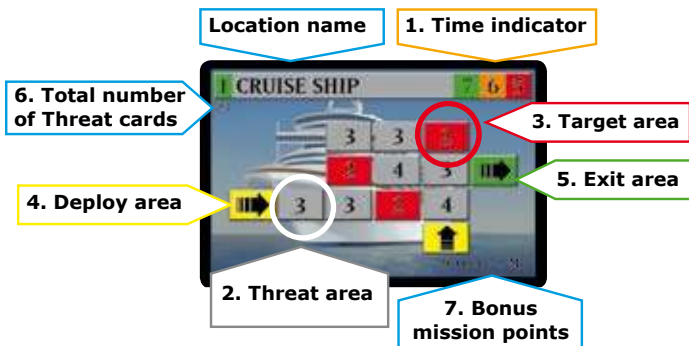 Location name
1. Time indicator
6. Total number
of Threat cards
1 CRUISE SHIP
7 6 5
3 3
3. Target area
4 3
5. Exit area
4. Deploy area
3 3 4
2. Threat area
7. Bonus
mission points